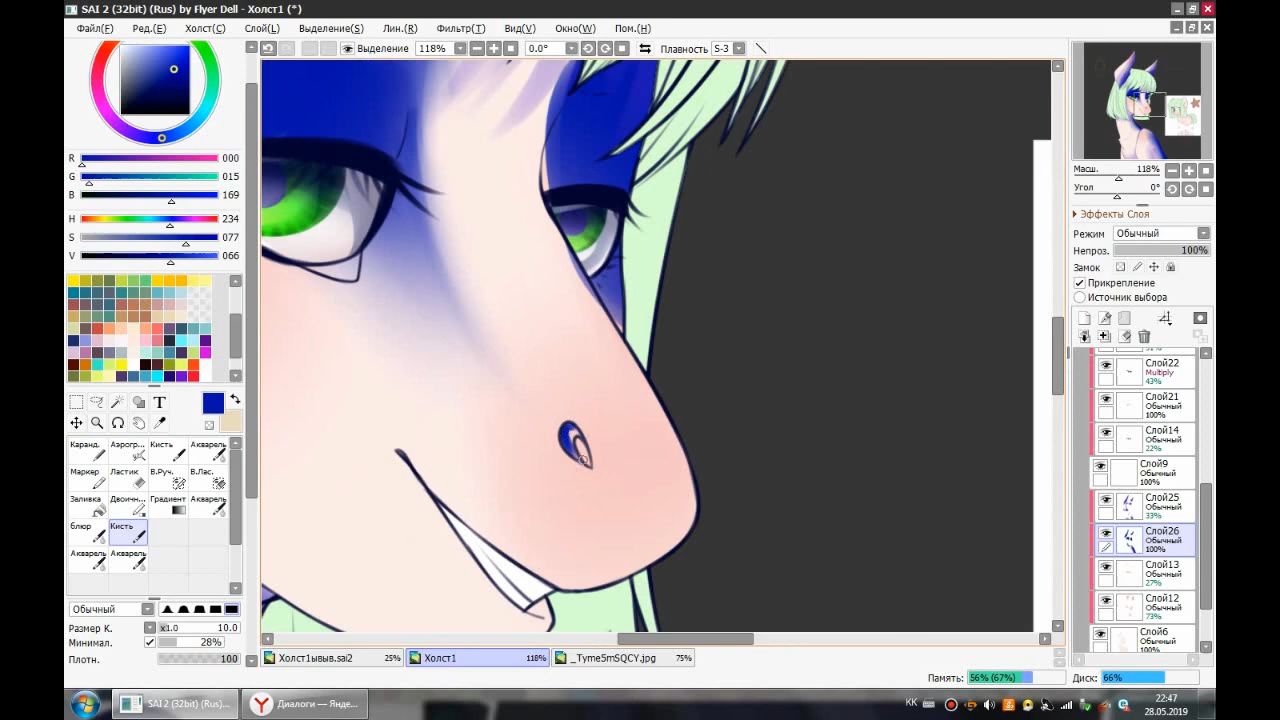 SAI 2 (32bit) (Rus) by Flyer Dell - Холст1 (*)
Файл(F) Ред.(E) Холст(C) Слой(L) Выделение(S) Лин.(R) Фильтр(T) Вид(V) Окно(W) Пом.(H)
Выделение 118% 0.0° Плавность S-3
R 000
G 015
B 169
H 234
S 077
V 066
T
Каранд. Аэрогр... Кисть Акварель
Маркер Ластик В.Руч. В.Лас.
Заливка Двоичн... Градиент Акварель
блюр Кисть
Акварель Акварель
Обычный
Размер К. x1.0 10.0
Минимал. 28%
Плотн. 100
Масш. 118%
Угол 0°
Эффекты Слоя
Режим Обычный
Непроз. 100%
Замок
Прикрепление
Источник выбора
Слой22
Multiply
43%
Слой21
Обычный
100%
Слой14
Обычный
22%
Слой9
Обычный
100%
Слой25
Обычный
33%
Слой26
Обычный
100%
Слой13
Обычный
27%
Слой12
Обычный
73%
Слой6
Обычный
Холст1ывыв.sai2 25% Холст1 118% _Tyme5mSQCY.jpg 75%
Память: 56% (67%) Диск: 66%
SAI 2 (32bit) (Rus)... Диалоги — Янде...
KK 22:47
28.05.2019